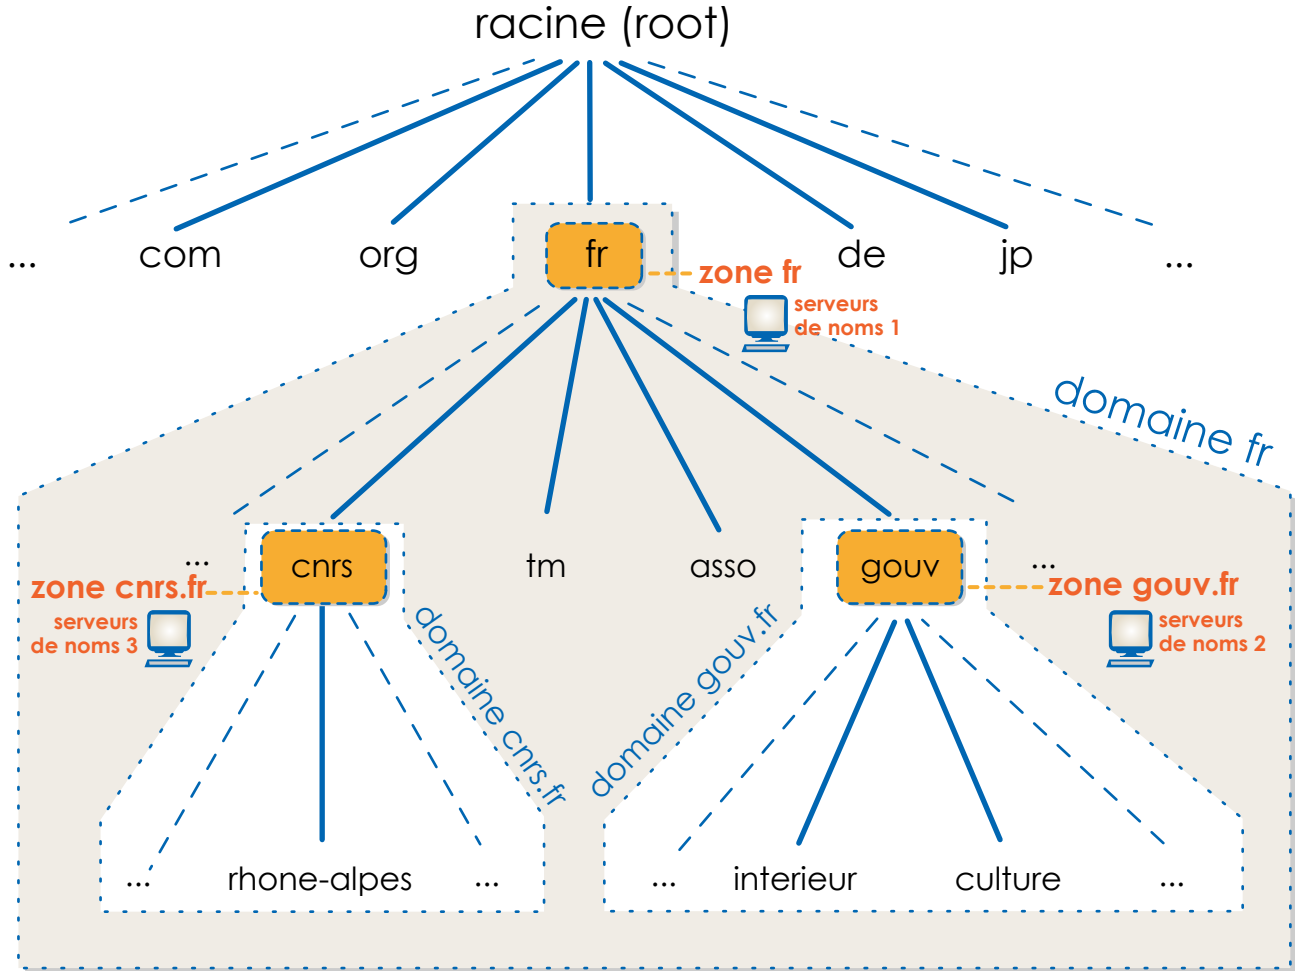 racine (root)
...
com
org
fr
de
jp
...
zone fr
serveurs
de noms 1
domaine fr
...
cnrs
tm
asso
gouv
...
zone cnrs.fr
serveurs
de noms 3
zone gouv.fr
serveurs
de noms 2
domaine cnrs.fr
domaine gouv.fr
...
rhone-alpes
...
...
interieur
culture
...